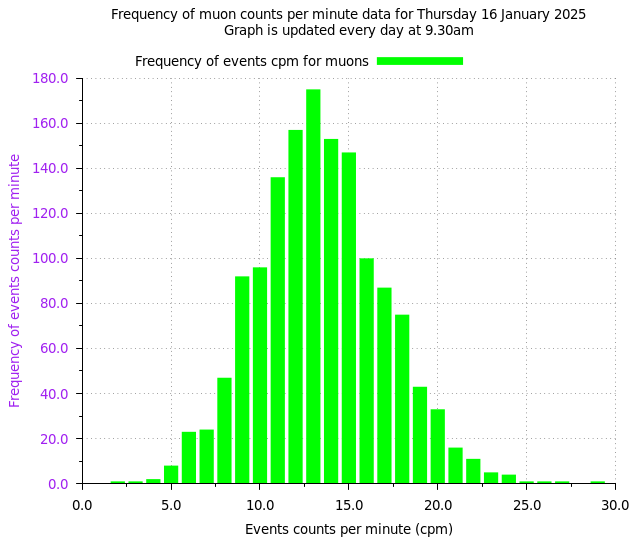 Frequency of muon counts per minute data for Thursday 16 January 2025
Graph is updated every day at 9.30am
Frequency of events cpm for muons
180.0
160.0
140.0
120.0
100.0
80.0
60.0
40.0
20.0
0.0
Frequency of events counts per minute
0.0 5.0 10.0 15.0 20.0 25.0 30.0
Events counts per minute (cpm)